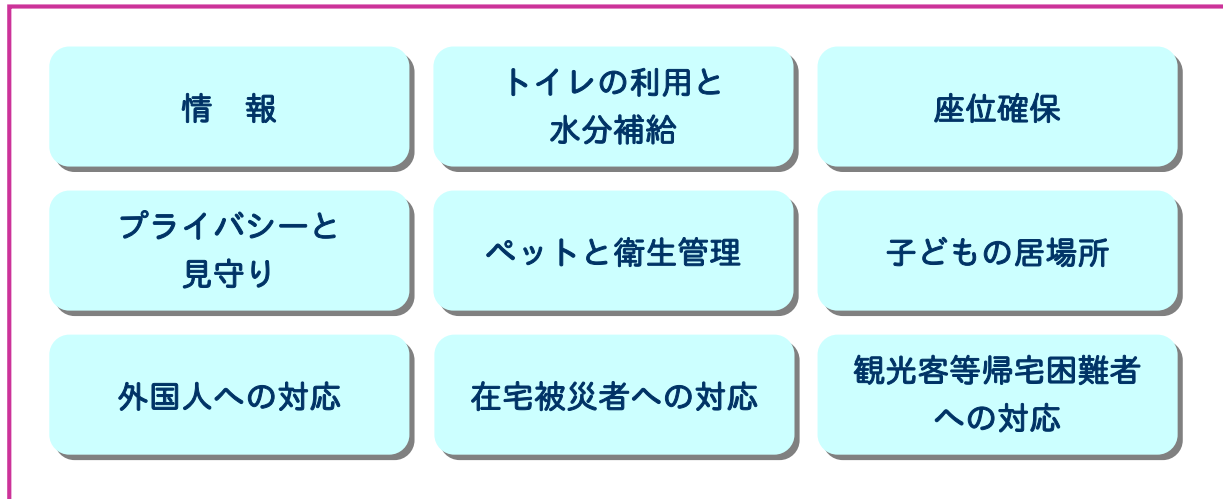 情　報
トイレの利用と
水分補給
座位確保
プライバシーと
見守り
ペットと衛生管理
子どもの居場所
外国人への対応
在宅被災者への対応
観光客等帰宅困難者
への対応